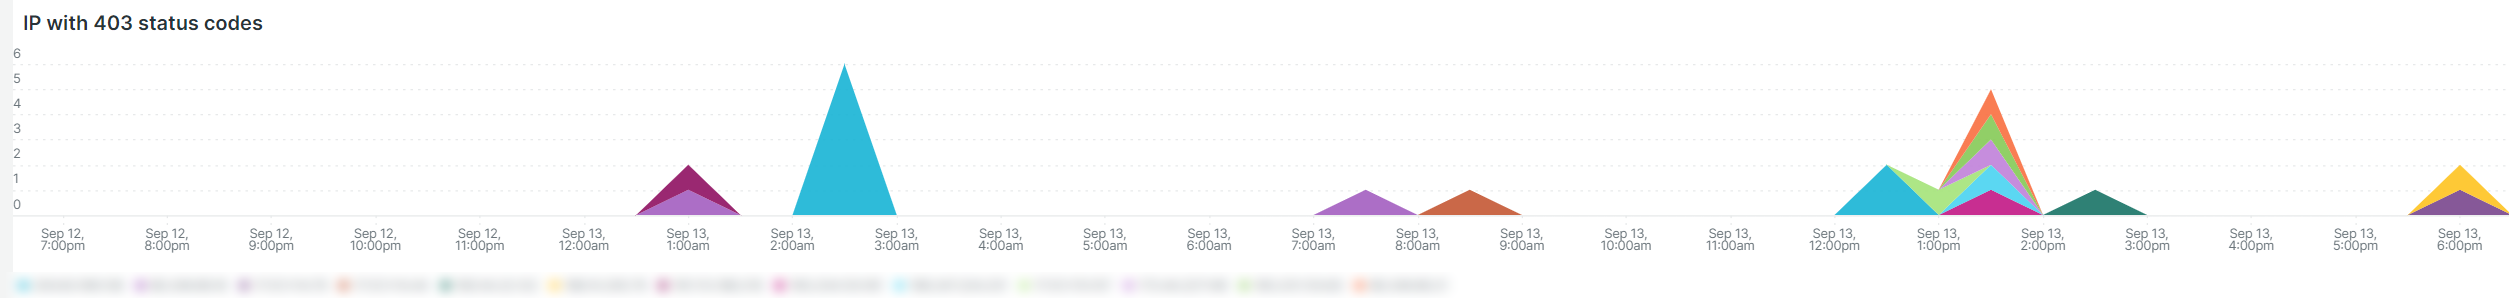 IP with 403 status codes
6
5
4
3
2
1
0
Sep 12, Sep 12, Sep 12, Sep 12, Sep 12, Sep 13, Sep 13, Sep 13, Sep 13, Sep 13, Sep 13, Sep 13, Sep 13, Sep 13, Sep 13, Sep 13, Sep 13, Sep 13, Sep 13, Sep 13, Sep 13, Sep 13, Sep 13, Sep 13,
7:00pm 8:00pm 9:00pm 10:00pm 11:00pm 12:00am 1:00am 2:00am 3:00am 4:00am 5:00am 6:00am 7:00am 8:00am 9:00am 10:00am 11:00am 12:00pm 1:00pm 2:00pm 3:00pm 4:00pm 5:00pm 6:00pm